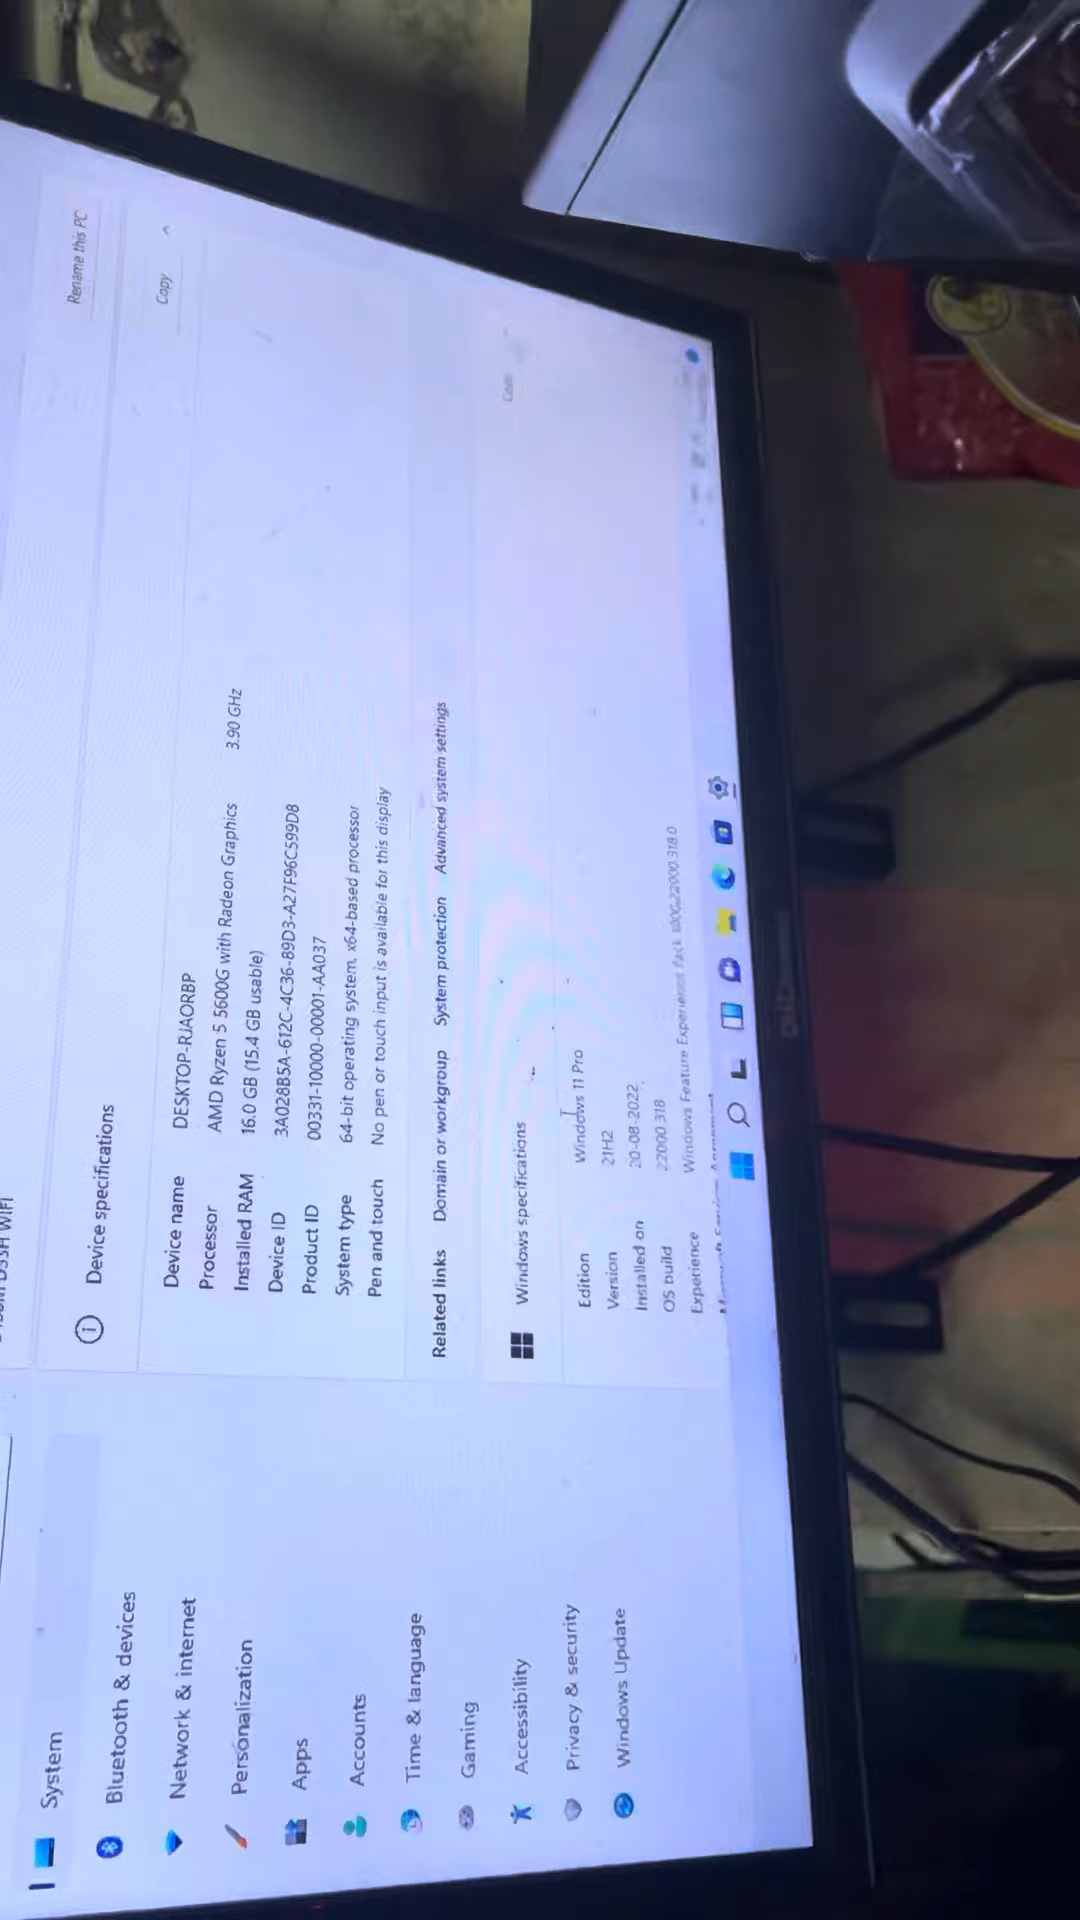 Rename this PC
Device specifications
Copy
Device name DESKTOP-RJAORBP
Processor AMD Ryzen 5 5600G with Radeon Graphics 3.90 GHz
Installed RAM 16.0 GB (15.4 GB usable)
Device ID 3A028B5A-612C-4C36-89D3-A27F96C599D8
Product ID 00331-10000-00001-AA037
System type 64-bit operating system, x64-based processor
Pen and touch No pen or touch input is available for this display
Related links Domain or workgroup System protection Advanced system settings
Windows specifications
Edition Windows 11 Pro
Version 21H2
Installed on 20-08-2022
OS build 22000.318
Experience Windows Feature Experience Pack
System
Bluetooth & devices
Network & internet
Personalization
Apps
Accounts
Time & language
Gaming
Accessibility
Privacy & security
Windows Update